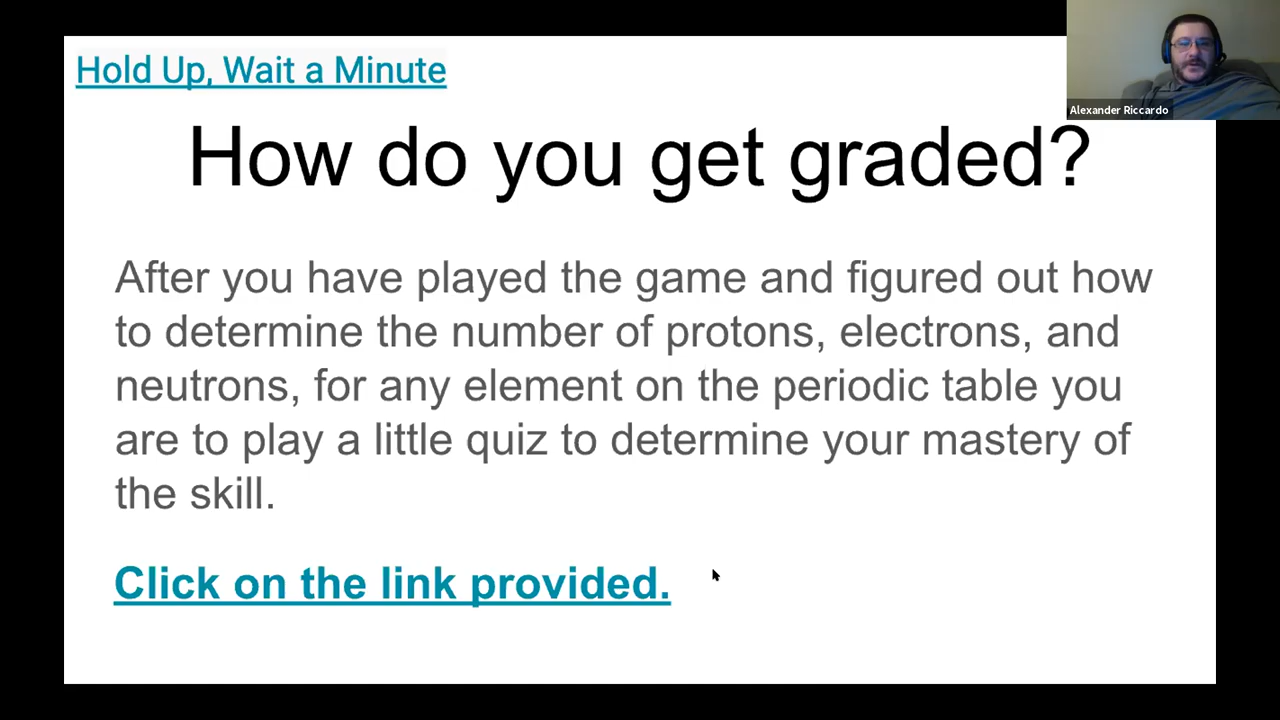 Hold Up, Wait a Minute
Alexander Riccardo
How do you get graded?
After you have played the game and figured out how
to determine the number of protons, electrons, and
neutrons, for any element on the periodic table you
are to play a little quiz to determine your mastery of
the skill.
Click on the link provided.